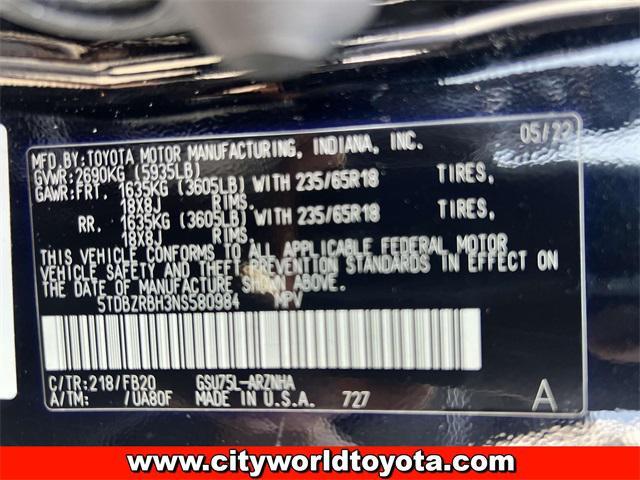 MFD.BY:TOYOTA MOTOR MANUFACTURING, INDIANA, INC. 05/22
GVWR:2690KG (5935LB)
GAWR:FRT. 1635KG (3605LB) WITH 235/65R18 TIRES,
18X8J RIMS.
RR. 1635KG (3605LB) WITH 235/65R18 TIRES,
18X8J RIMS.
THIS VEHICLE CONFORMS TO ALL APPLICABLE FEDERAL MOTOR
VEHICLE SAFETY AND THEFT PREVENTION STANDARDS IN EFFECT ON
THE DATE OF MANUFACTURE SHOWN ABOVE.
5TDBZRBH3NS580984 MPV
C/TR:218/FB20 GSU75L-ARZNHA
A/TM: /UA80F MADE IN U.S.A. 727 A
www.cityworldtoyota.com